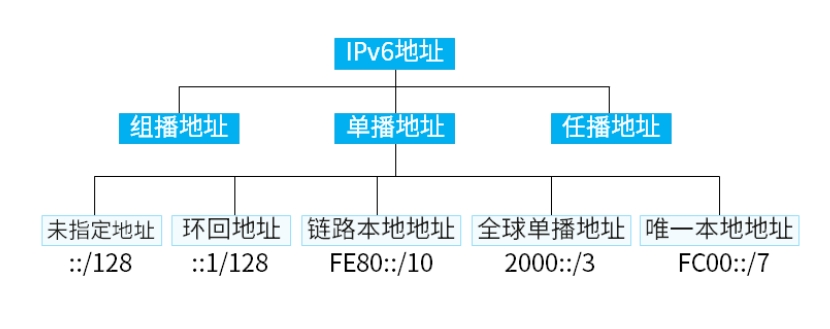 IPv6地址
组播地址
单播地址
任播地址
未指定地址
环回地址
链路本地地址
全球单播地址
唯一本地地址
::/128
::1/128
FE80::/10
2000::/3
FC00::/7